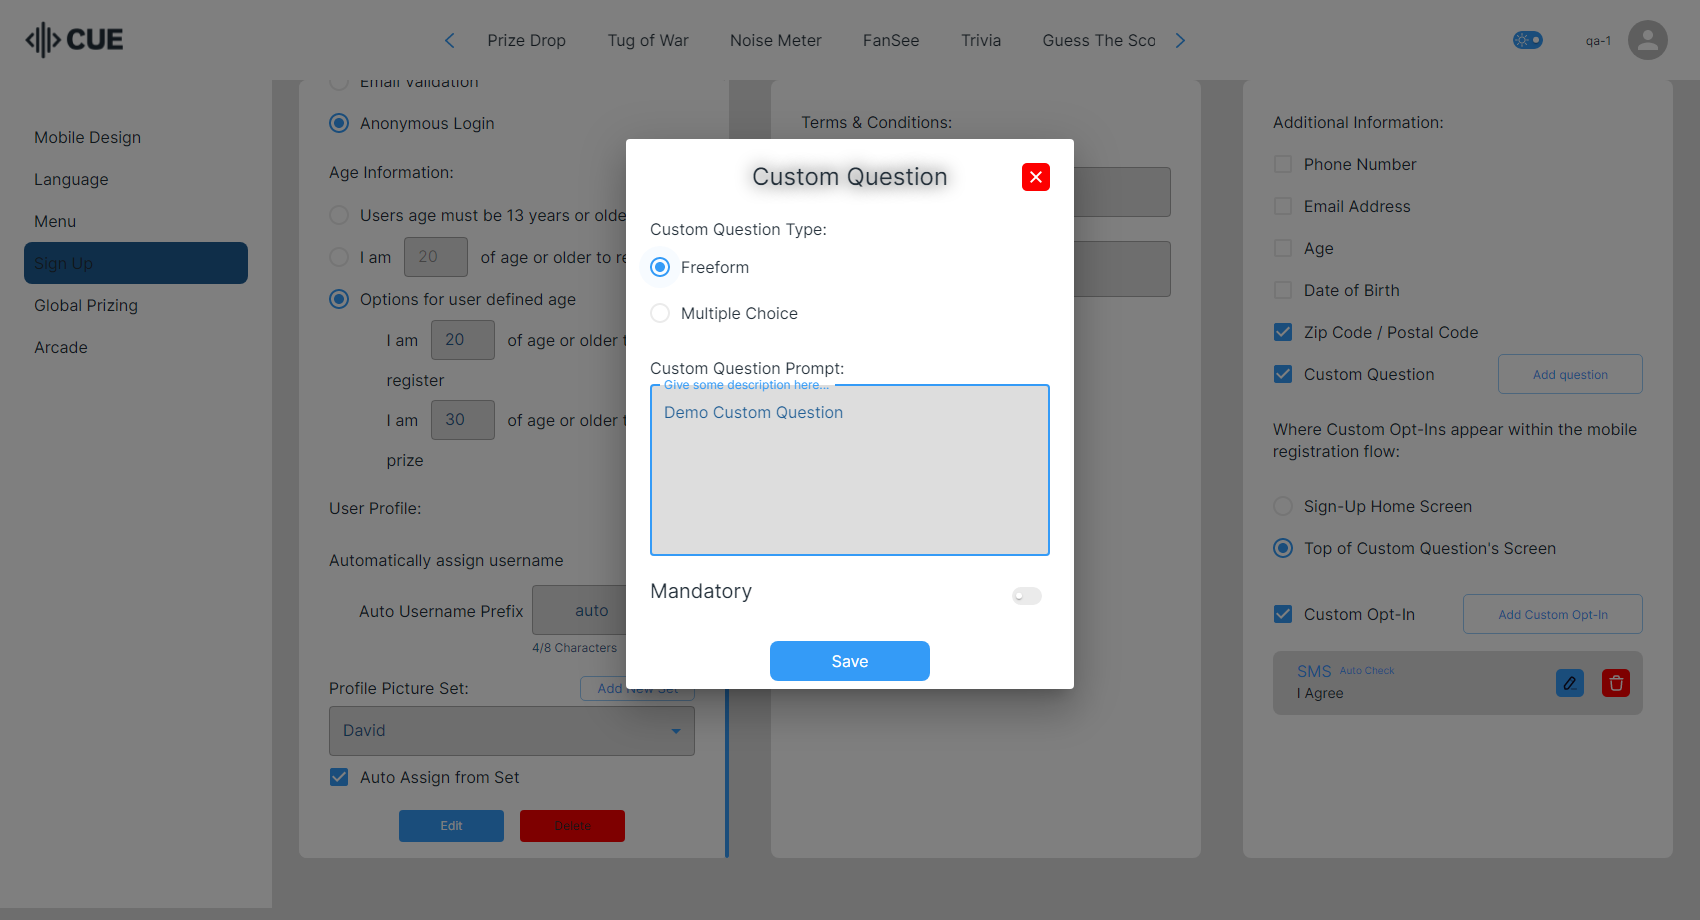 CUE
Prize Drop
Tug of War
Noise Meter
FanSee
Trivia
Guess The Sco
qa-1
Mobile Design
Language
Menu
Sign Up
Global Prizing
Arcade
Email Validation
Anonymous Login
Age Information:
Users age must be 13 years or olde
I am 20 of age or older to re
Options for user defined age
I am 20 of age or older t
register
I am 30 of age or older t
prize
User Profile:
Automatically assign username
Auto Username Prefix auto
4/8 Characters
Profile Picture Set: Add New Set
David
Auto Assign from Set
Edit
Delete
Terms & Conditions:
Custom Question
Custom Question Type:
Freeform
Multiple Choice
Custom Question Prompt:
Give some description here...
Demo Custom Question
Mandatory
Save
Additional Information:
Phone Number
Email Address
Age
Date of Birth
Zip Code / Postal Code
Custom Question Add question
Where Custom Opt-Ins appear within the mobile
registration flow:
Sign-Up Home Screen
Top of Custom Question's Screen
Custom Opt-In Add Custom Opt-In
SMS Auto Check
I Agree